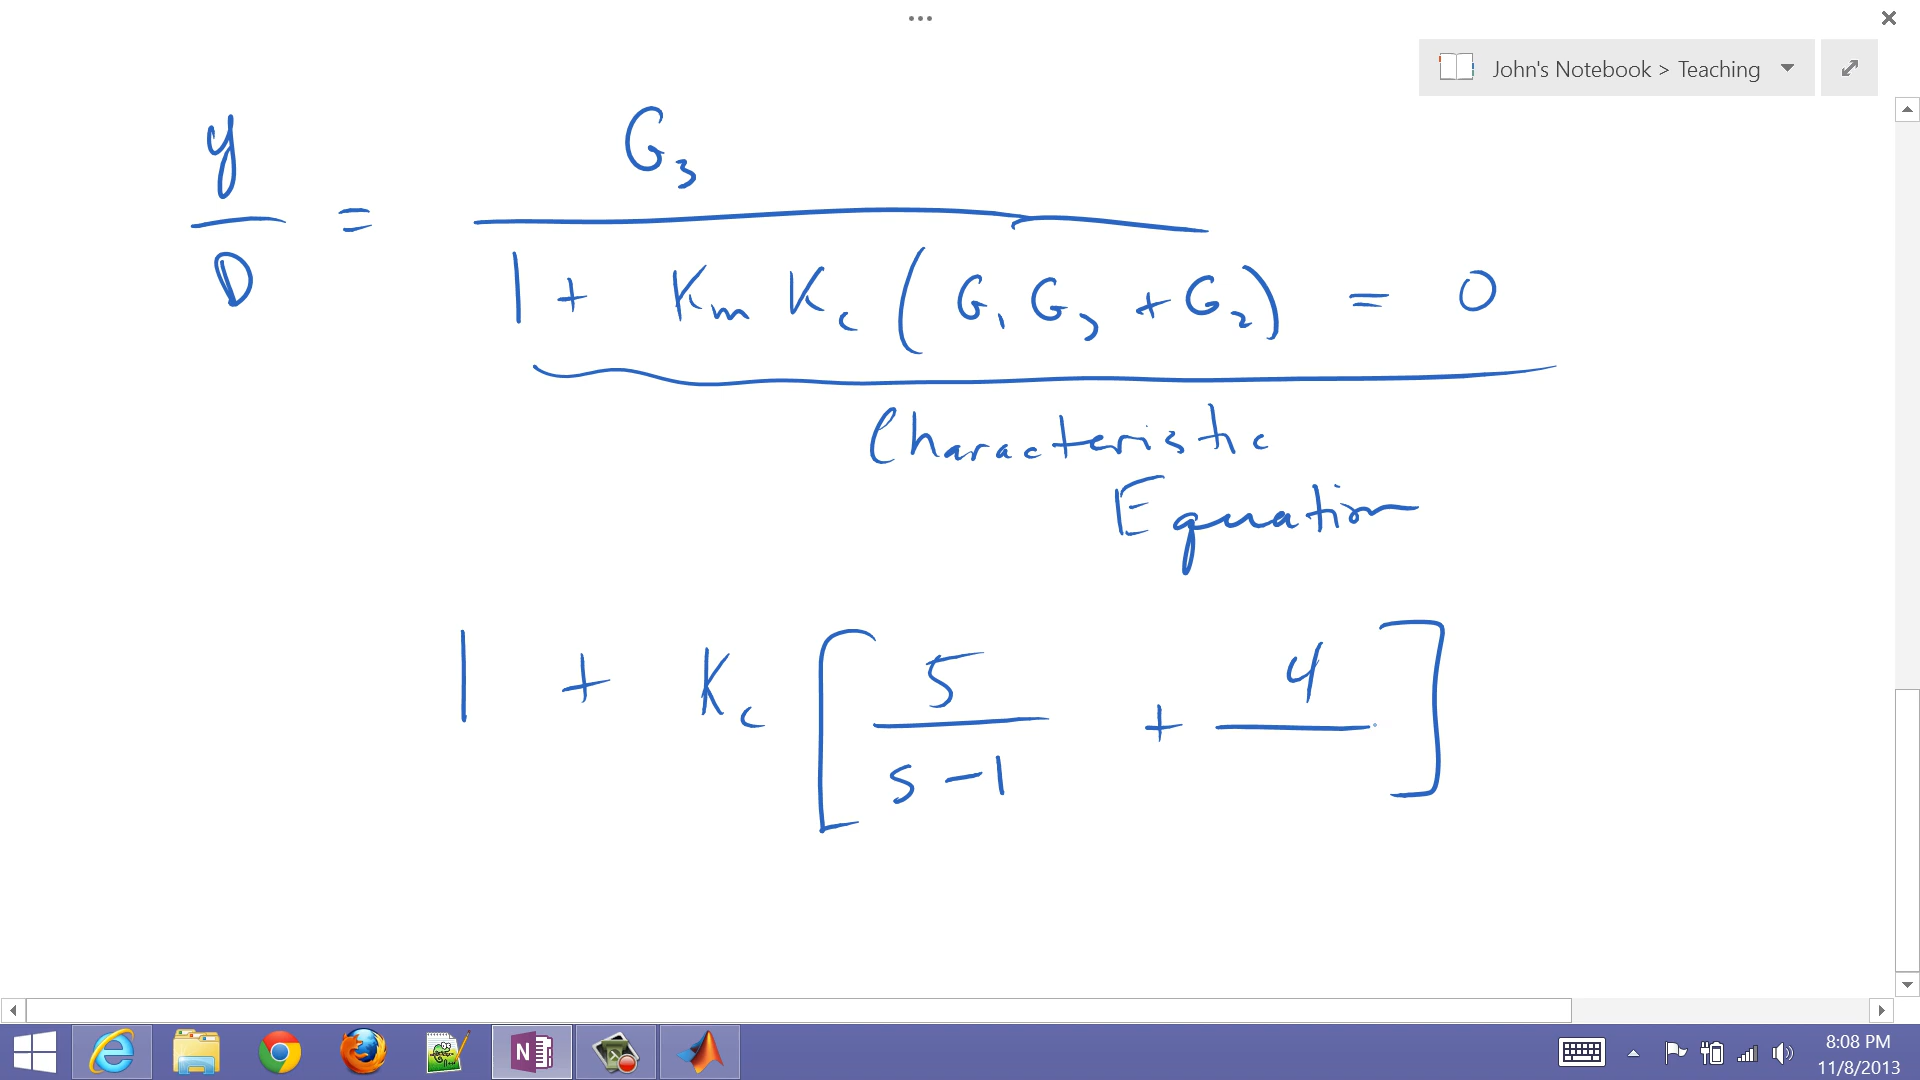 ...
John's Notebook > Teaching
y/D = G₃/(1 + Km Kc (G₁ G₃ + G₂)) = 0
Characteristic
Equation
1 + Kc [5/(s-1) + 4/ ]
N
8:08 PM
11/8/2013